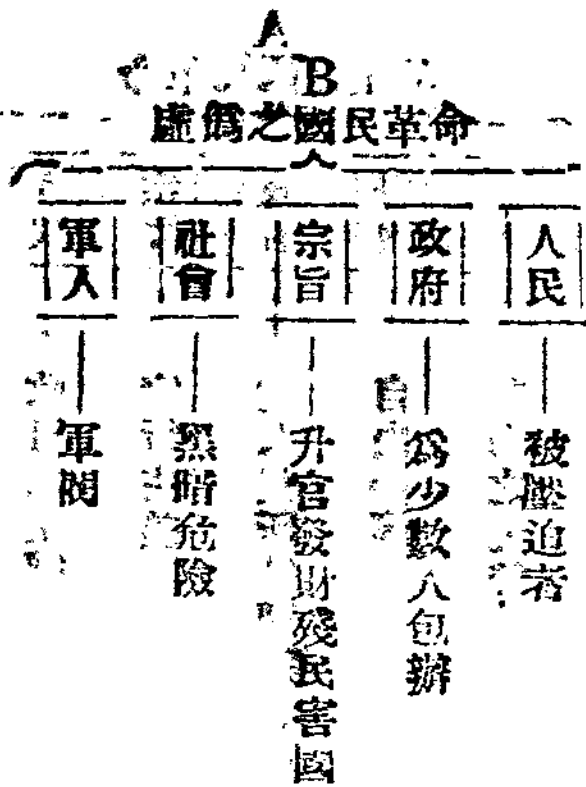 B
虛僞之國民革命
人民
被壓迫者
政府
爲少數人包辦
宗旨
升官發財殘民害國
社會
黑暗危險
軍人
軍閥